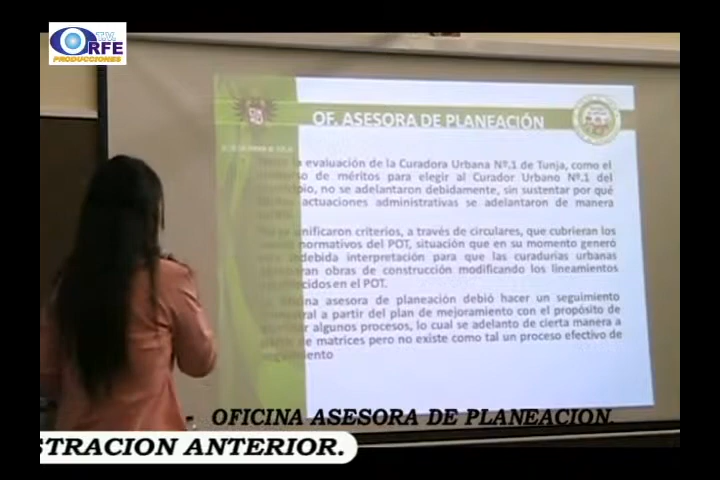 T.V.
ORFE
PRODUCCIONES
OF. ASESORA DE PLANEACIÓN
la evaluación de la Curadora Urbana Nº.1 de Tunja, como el
de méritos para elegir al Curador Urbano Nº.1 del
no se adelantaron debidamente, sin sustentar por qué
actuaciones administrativas se adelantaron de manera
unificaron criterios, a través de circulares, que cubrieran los
normativos del POT, situación que en su momento generó
indebida interpretación para que las curadurias urbanas
obras de construcción modificando los lineamientos
en el POT.
asesora de planeación debió hacer un seguimiento
a partir del plan de mejoramiento con el propósito de
algunos procesos, lo cual se adelanto de cierta manera a
de matrices pero no existe como tal un proceso efectivo de
seguimiento
OFICINA ASESORA DE PLANEACION.
STRACION ANTERIOR.